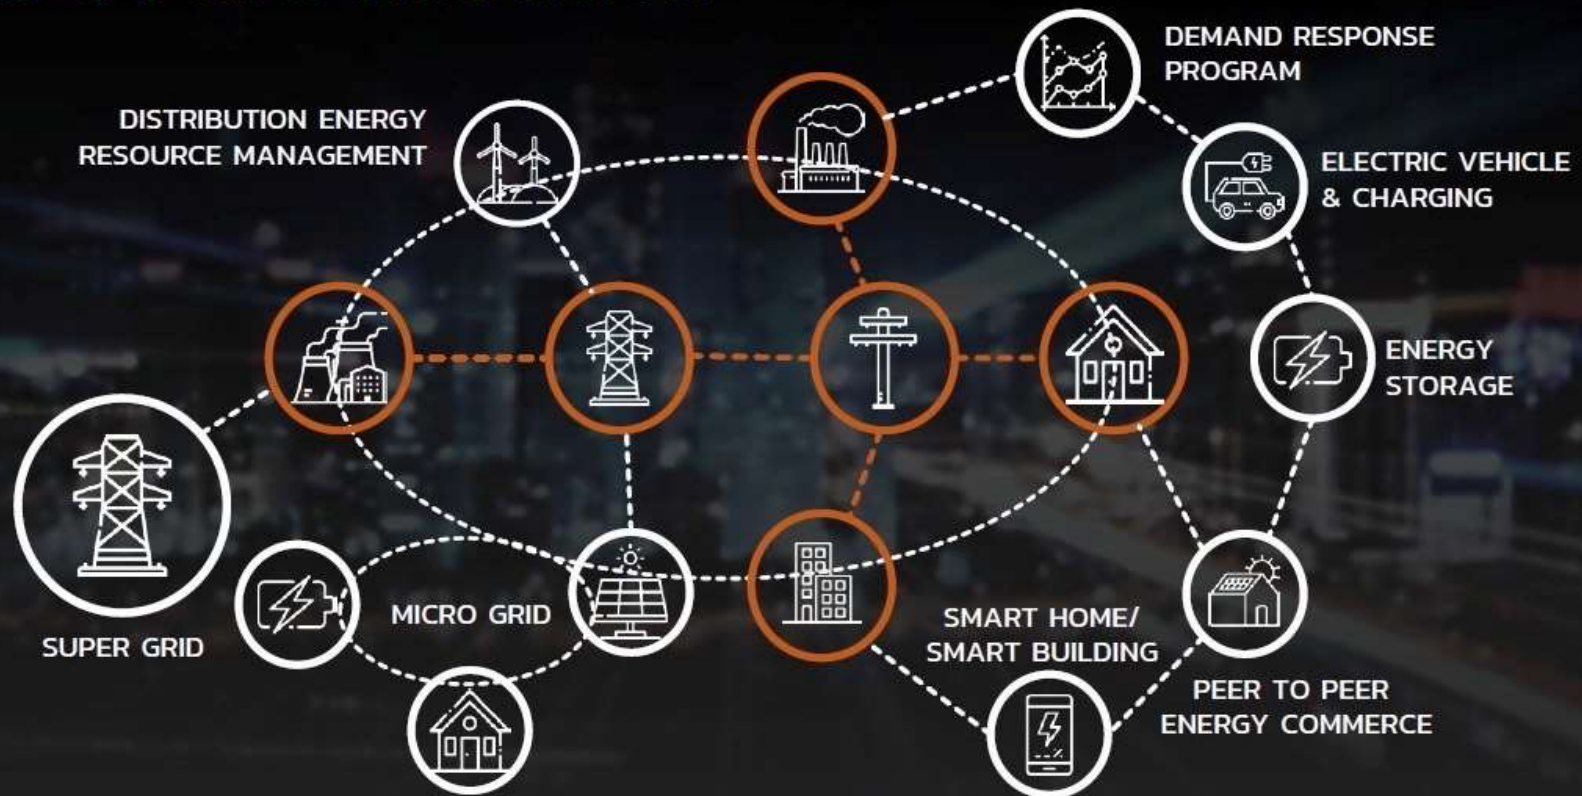 DEMAND RESPONSE
PROGRAM
DISTRIBUTION ENERGY
RESOURCE MANAGEMENT
ELECTRIC VEHICLE
& CHARGING
ENERGY
STORAGE
SUPER GRID
MICRO GRID
SMART HOME/
SMART BUILDING
PEER TO PEER
ENERGY COMMERCE